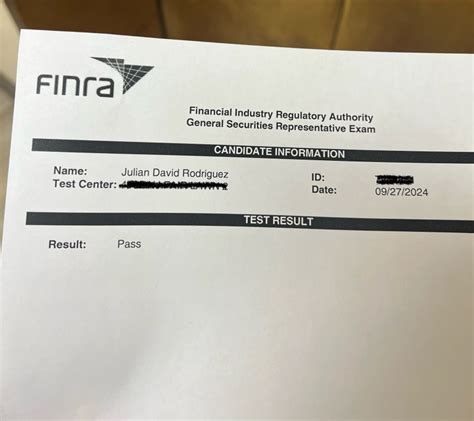 FINRA
Financial Industry Regulatory Authority
General Securities Representative Exam
CANDIDATE INFORMATION
Name: Julian David Rodriguez ID:
Test Center: Date: 09/27/2024
TEST RESULT
Result: Pass